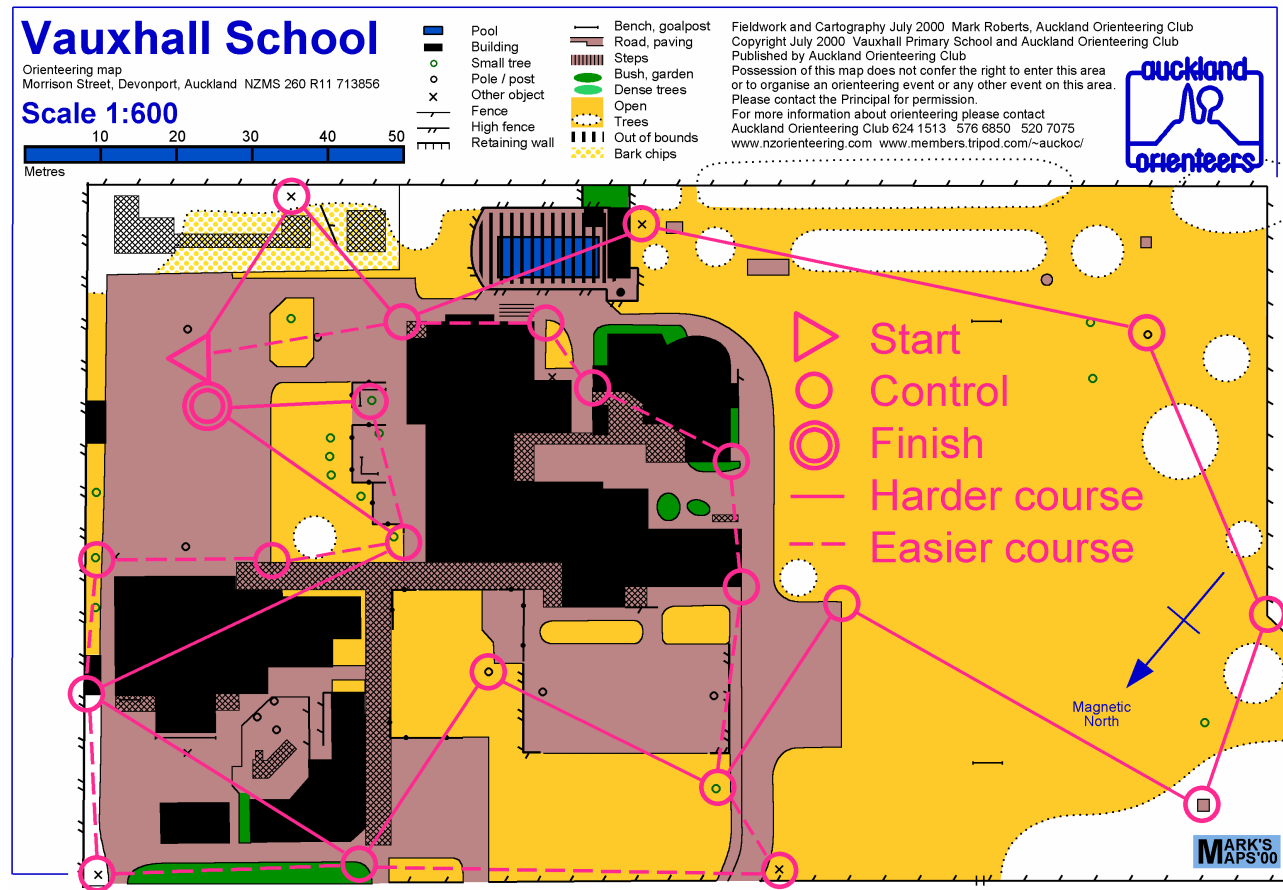 Vauxhall School
Orienteering map
Morrison Street, Devonport, Auckland NZMS 260 R11 713856
Scale 1:600
10 20 30 40 50
Metres
Pool
Building
Small tree
Pole / post
Other object
Fence
High fence
Retaining wall
Bench, goalpost
Road, paving
Steps
Bush, garden
Dense trees
Open
Trees
Out of bounds
Bark chips
Fieldwork and Cartography July 2000 Mark Roberts, Auckland Orienteering Club
Copyright July 2000 Vauxhall Primary School and Auckland Orienteering Club
Published by Auckland Orienteering Club
Possession of this map does not confer the right to enter this area
or to organise an orienteering event or any other event on this area.
Please contact the Principal for permission.
For more information about orienteering please contact
Auckland Orienteering Club 624 1513 576 6850 520 7075
www.nzorienteering.com www.members.tripod.com/~auckoc/
auckland
orienteers
Start
Control
Finish
Harder course
Easier course
Magnetic
North
MARK'S
MAPS'00